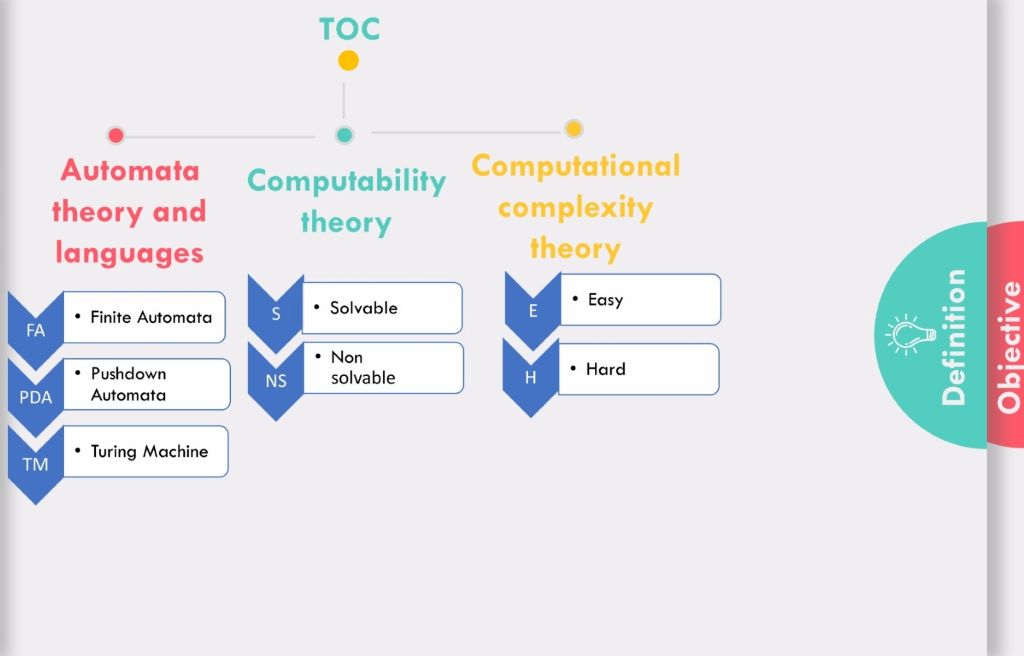 TOC
Automata
theory and
languages
Computability
theory
Computational
complexity
theory
FA
• Finite Automata
PDA
• Pushdown
Automata
TM
• Turing Machine
S
• Solvable
NS
• Non
solvable
E
• Easy
H
• Hard
Definition
Objective